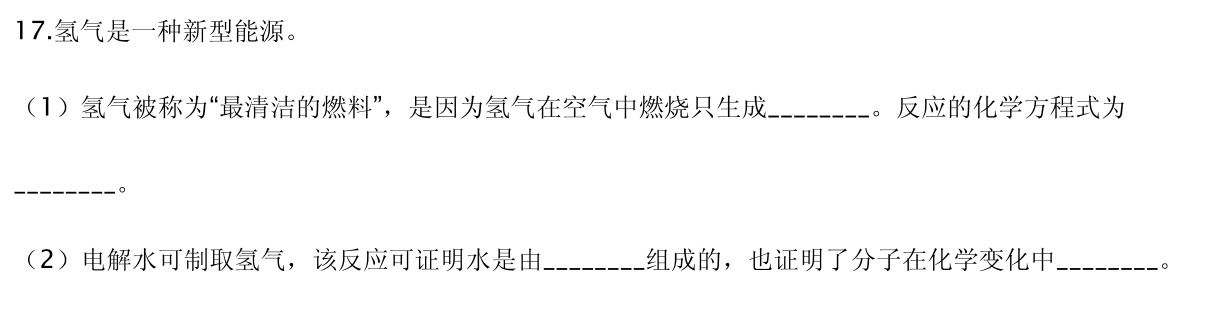 17.氢气是一种新型能源。
（1）氢气被称为“最清洁的燃料”，是因为氢气在空气中燃烧只生成________。反应的化学方程式为
________。
（2）电解水可制取氢气，该反应可证明水是由________组成的，也证明了分子在化学变化中________。